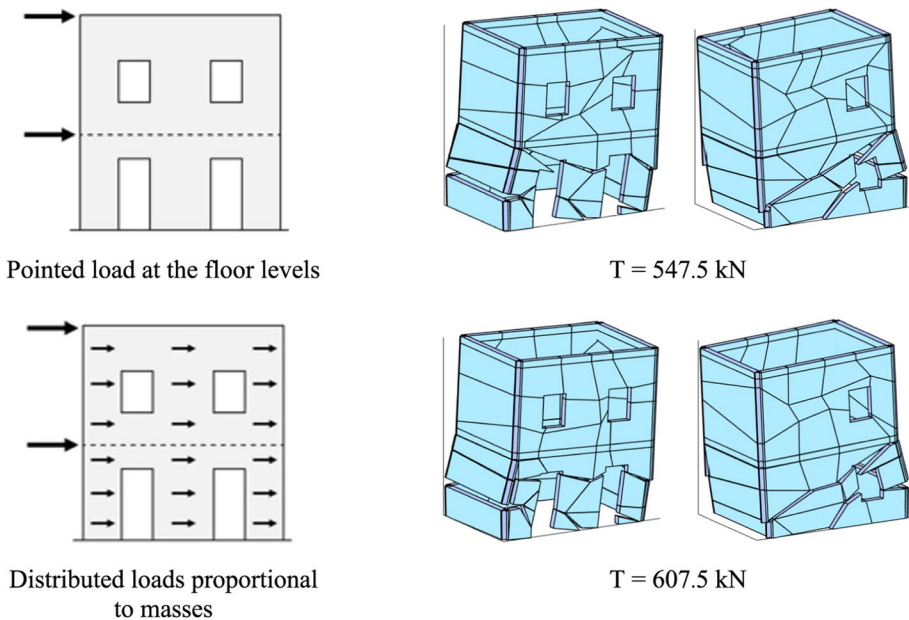 Pointed load at the floor levels
T = 547.5 kN
Distributed loads proportional
to masses
T = 607.5 kN